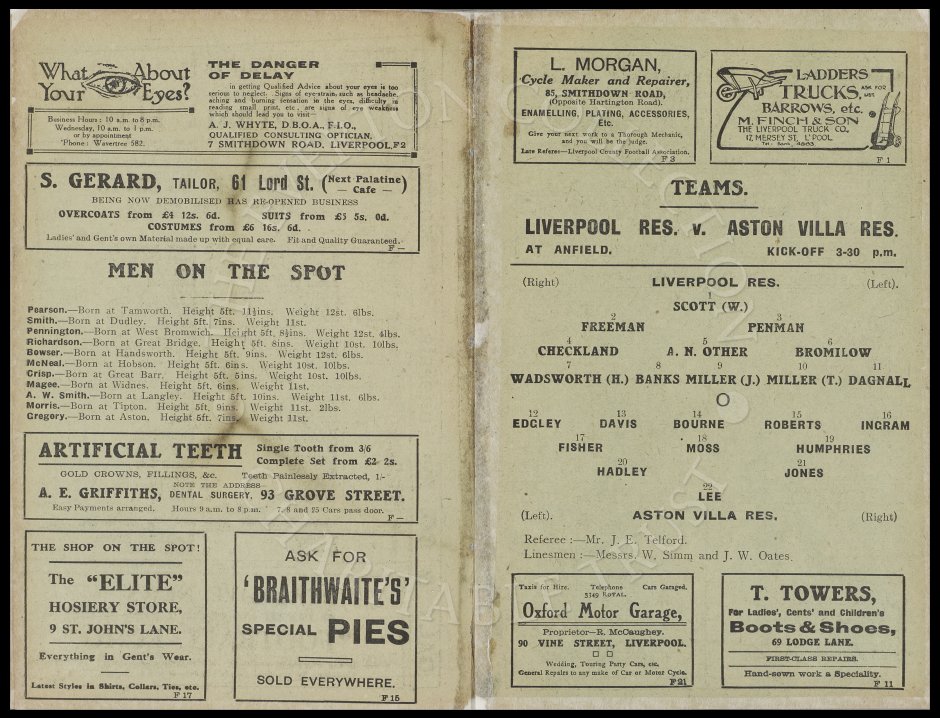 What About
Your Eyes?
Business Hours : 10 a.m. to 8 p.m.
Wednesday, 10 a.m. to 1 p.m.
or by appointment
'Phone : Wavertree 582.
THE DANGER
OF DELAY
in getting Qualified Advice about your eyes is too
serious to neglect. Signs of eye-strain, such as headache,
aching and burning sensation in the eyes, difficulty in
reading small print, etc., are signs of eye weakness
which should lead you to visit—
A. J. WHYTE, D.B.O.A., F.I.O.,
QUALIFIED CONSULTING OPTICIAN,
7 SMITHDOWN ROAD, LIVERPOOL, F 2
S. GERARD, TAILOR, 61 Lord St. (Next Palatine
— Cafe —)
BEING NOW DEMOBILISED HAS RE-OPENED BUSINESS
OVERCOATS from £4 12s. 6d. SUITS from £5 5s. 0d.
COSTUMES from £6 16s. 6d.
Ladies' and Gent's own Material made up with equal care. Fit and Quality Guaranteed.
F —
MEN ON THE SPOT
Pearson.—Born at Tamworth. Height 5ft. 11½ins. Weight 12st. 6lbs.
Smith.—Born at Dudley. Height 5ft. 7ins. Weight 11st.
Pennington.—Born at West Bromwich. Height 5ft. 8½ins. Weight 12st. 4lbs.
Richardson.—Born at Great Bridge. Height 5ft. 8ins. Weight 10st. 10lbs.
Bowser.—Born at Handsworth. Height 5ft. 9ins. Weight 12st. 6lbs.
McNeal.—Born at Hobson. Height 5ft. 6ins. Weight 10st. 10lbs.
Crisp.—Born at Great Barr. Height 5ft. 5ins. Weight 10st. 10lbs.
Magee.—Born at Widnes. Height 5ft. 6ins. Weight 11st.
A. W. Smith.—Born at Langley. Height 5ft. 10ins. Weight 11st. 6lbs.
Morris.—Born at Tipton. Height 5ft. 9ins. Weight 11st. 2lbs.
Gregory.—Born at Aston. Height 5ft. 7ins. Weight 11st.
ARTIFICIAL TEETH Single Tooth from 3/6
Complete Set from £2 2s.
GOLD CROWNS, FILLINGS, &c. Teeth Painlessly Extracted, 1/-
NOTE THE ADDRESS
A. E. GRIFFITHS, DENTAL SURGERY, 93 GROVE STREET.
Easy Payments arranged. Hours 9 a.m. to 8 p.m. 7, 8 and 25 Cars pass door.
F —
THE SHOP ON THE SPOT!
The "ELITE"
HOSIERY STORE,
9 ST. JOHN'S LANE.
Everything in Gent's Wear.
Latest Styles in Shirts, Collars, Ties, etc.
F 17
ASK FOR
'BRAITHWAITE'S'
SPECIAL PIES
SOLD EVERYWHERE.
F 15
L. MORGAN,
Cycle Maker and Repairer,
85, SMITHDOWN ROAD,
(Opposite Hartington Road).
ENAMELLING, PLATING, ACCESSORIES,
Etc.
Give your next work to a Thorough Mechanic,
and you will be the judge.
Late Referee—Liverpool County Football Association.
F 3
LADDERS
TRUCKS, ASK FOR
BARROWS, etc.
M. FINCH & SON
THE LIVERPOOL TRUCK CO.
17, MERSEY ST. L'POOL
F 1
TEAMS.
LIVERPOOL RES. v. ASTON VILLA RES.
AT ANFIELD. KICK-OFF 3-30 p.m.
(Right) LIVERPOOL RES. (Left).
1
SCOTT (W.)
2 3
FREEMAN PENMAN
4 5 6
CHECKLAND A. N. OTHER BROMILOW
7 8 9 10 11
WADSWORTH (H.) BANKS MILLER (J.) MILLER (T.) DAGNALL
O
12 13 14 15 16
EDGLEY DAVIS BOURNE ROBERTS INGRAM
17 18 19
FISHER MOSS HUMPHRIES
20 21
HADLEY JONES
22
LEE
(Left). ASTON VILLA RES. (Right)
Referee :—Mr. J. E. Telford.
Linesmen :—Messrs. W. Simm and J. W. Oates.
Taxis for Hire. Telephone Cars Garaged.
5149 ROYAL.
Oxford Motor Garage,
Proprietor—R. McCaughey.
90 VINE STREET, LIVERPOOL.
Wedding, Touring Party Cars, etc.
General Repairs to any make of Car or Motor Cycle.
F 21
T. TOWERS,
For Ladies', Gents' and Children's
Boots & Shoes,
69 LODGE LANE.
FIRST-CLASS REPAIRS.
Hand-sewn work a Speciality.
F 11